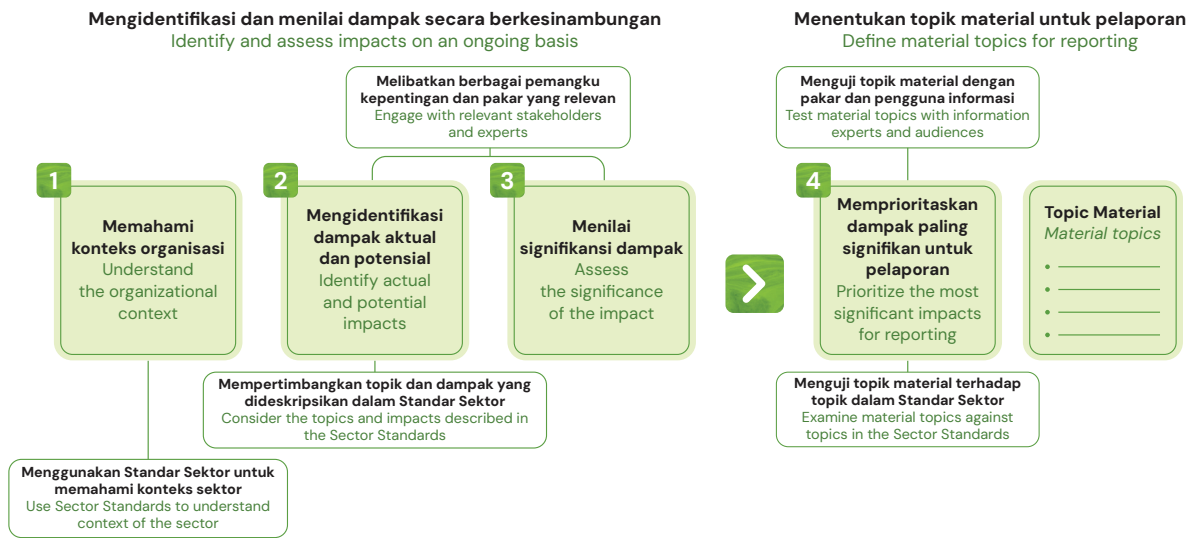 Mengidentifikasi dan menilai dampak secara berkesinambungan
Identify and assess impacts on an ongoing basis
Menentukan topik material untuk pelaporan
Define material topics for reporting
Melibatkan berbagai pemangku
kepentingan dan pakar yang relevan
Engage with relevant stakeholders
and experts
Menguji topik material dengan
pakar dan pengguna informasi
Test material topics with information
experts and audiences
1
Memahami
konteks organisasi
Understand
the organizational
context
2
Mengidentifikasi
dampak aktual
dan potensial
Identify actual
and potential
impacts
3
Menilai
signifikansi dampak
Assess
the significance
of the impact
4
Memprioritaskan
dampak paling
signifikan untuk
pelaporan
Prioritize the most
significant impacts
for reporting
Topic Material
Material topics
Mempertimbangkan topik dan dampak yang
dideskripsikan dalam Standar Sektor
Consider the topics and impacts described in
the Sector Standards
Menguji topik material terhadap
topik dalam Standar Sektor
Examine material topics against
topics in the Sector Standards
Menggunakan Standar Sektor untuk
memahami konteks sektor
Use Sector Standards to understand
context of the sector